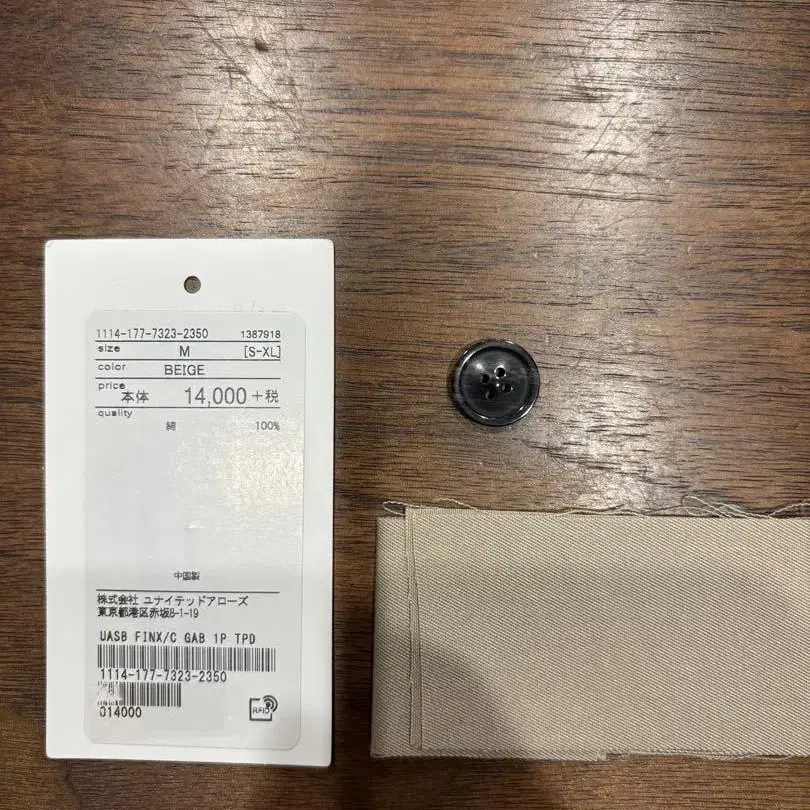 1114-177-7323-2350 1387918
size M [S-XL]
color BEIGE
price 本体 14,000+税
quality
綿 100%
中国製
株式会社 ユナイテッドアローズ
東京都港区赤坂8-1-19
UASB FINX/C GAB 1P TPD
1114-177-7323-2350
014000
RFID